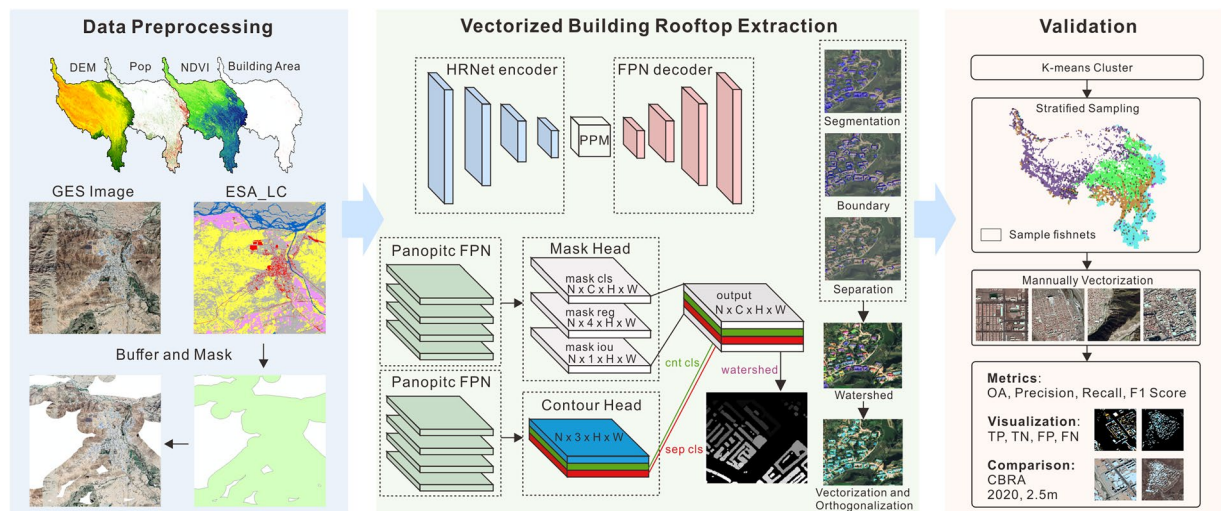 Data Preprocessing
DEM
Pop
NDVI
Building Area
GES Image
ESA_LC
Buffer and Mask
Vectorized Building Rooftop Extraction
HRNet encoder
FPN decoder
PPM
Panopitc FPN
Mask Head
mask cls
N x C x H x W
mask reg
N x 4 x H x W
mask iou
N x 1 x H x W
output
N x C x H x W
cnt cls
watershed
Panopitc FPN
Contour Head
N x 3 x H x W
sep cls
Segmentation
Boundary
Separation
Watershed
Vectorization and
Orthogonalization
Validation
K-means Cluster
Stratified Sampling
Sample fishnets
Mannually Vectorization
Metrics:
OA, Precision, Recall, F1 Score
Visualization:
TP, TN, FP, FN
Comparison:
CBRA
2020, 2.5m